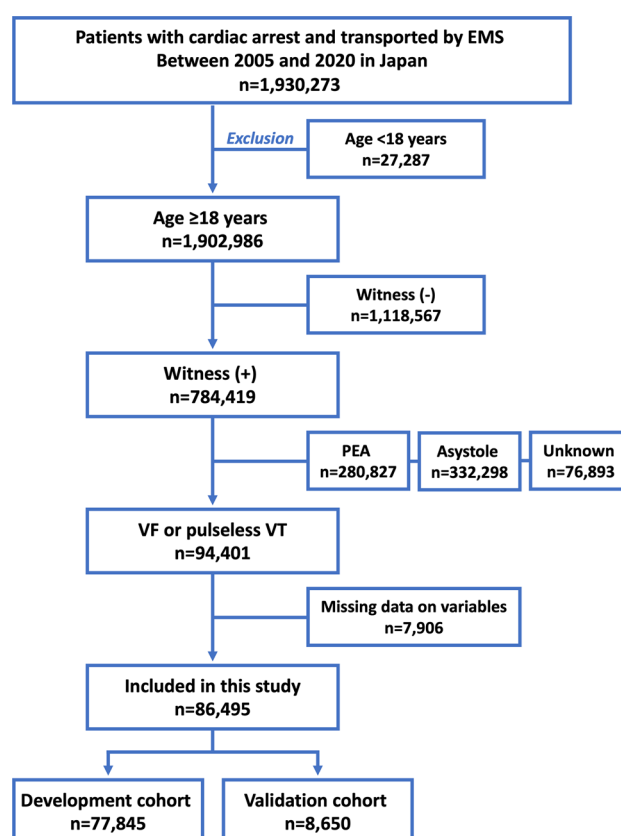 Patients with cardiac arrest and transported by EMS
Between 2005 and 2020 in Japan
n=1,930,273
Exclusion
Age <18 years
n=27,287
Age ≥18 years
n=1,902,986
Witness (-)
n=1,118,567
Witness (+)
n=784,419
PEA
n=280,827
Asystole
n=332,298
Unknown
n=76,893
VF or pulseless VT
n=94,401
Missing data on variables
n=7,906
Included in this study
n=86,495
Development cohort
n=77,845
Validation cohort
n=8,650